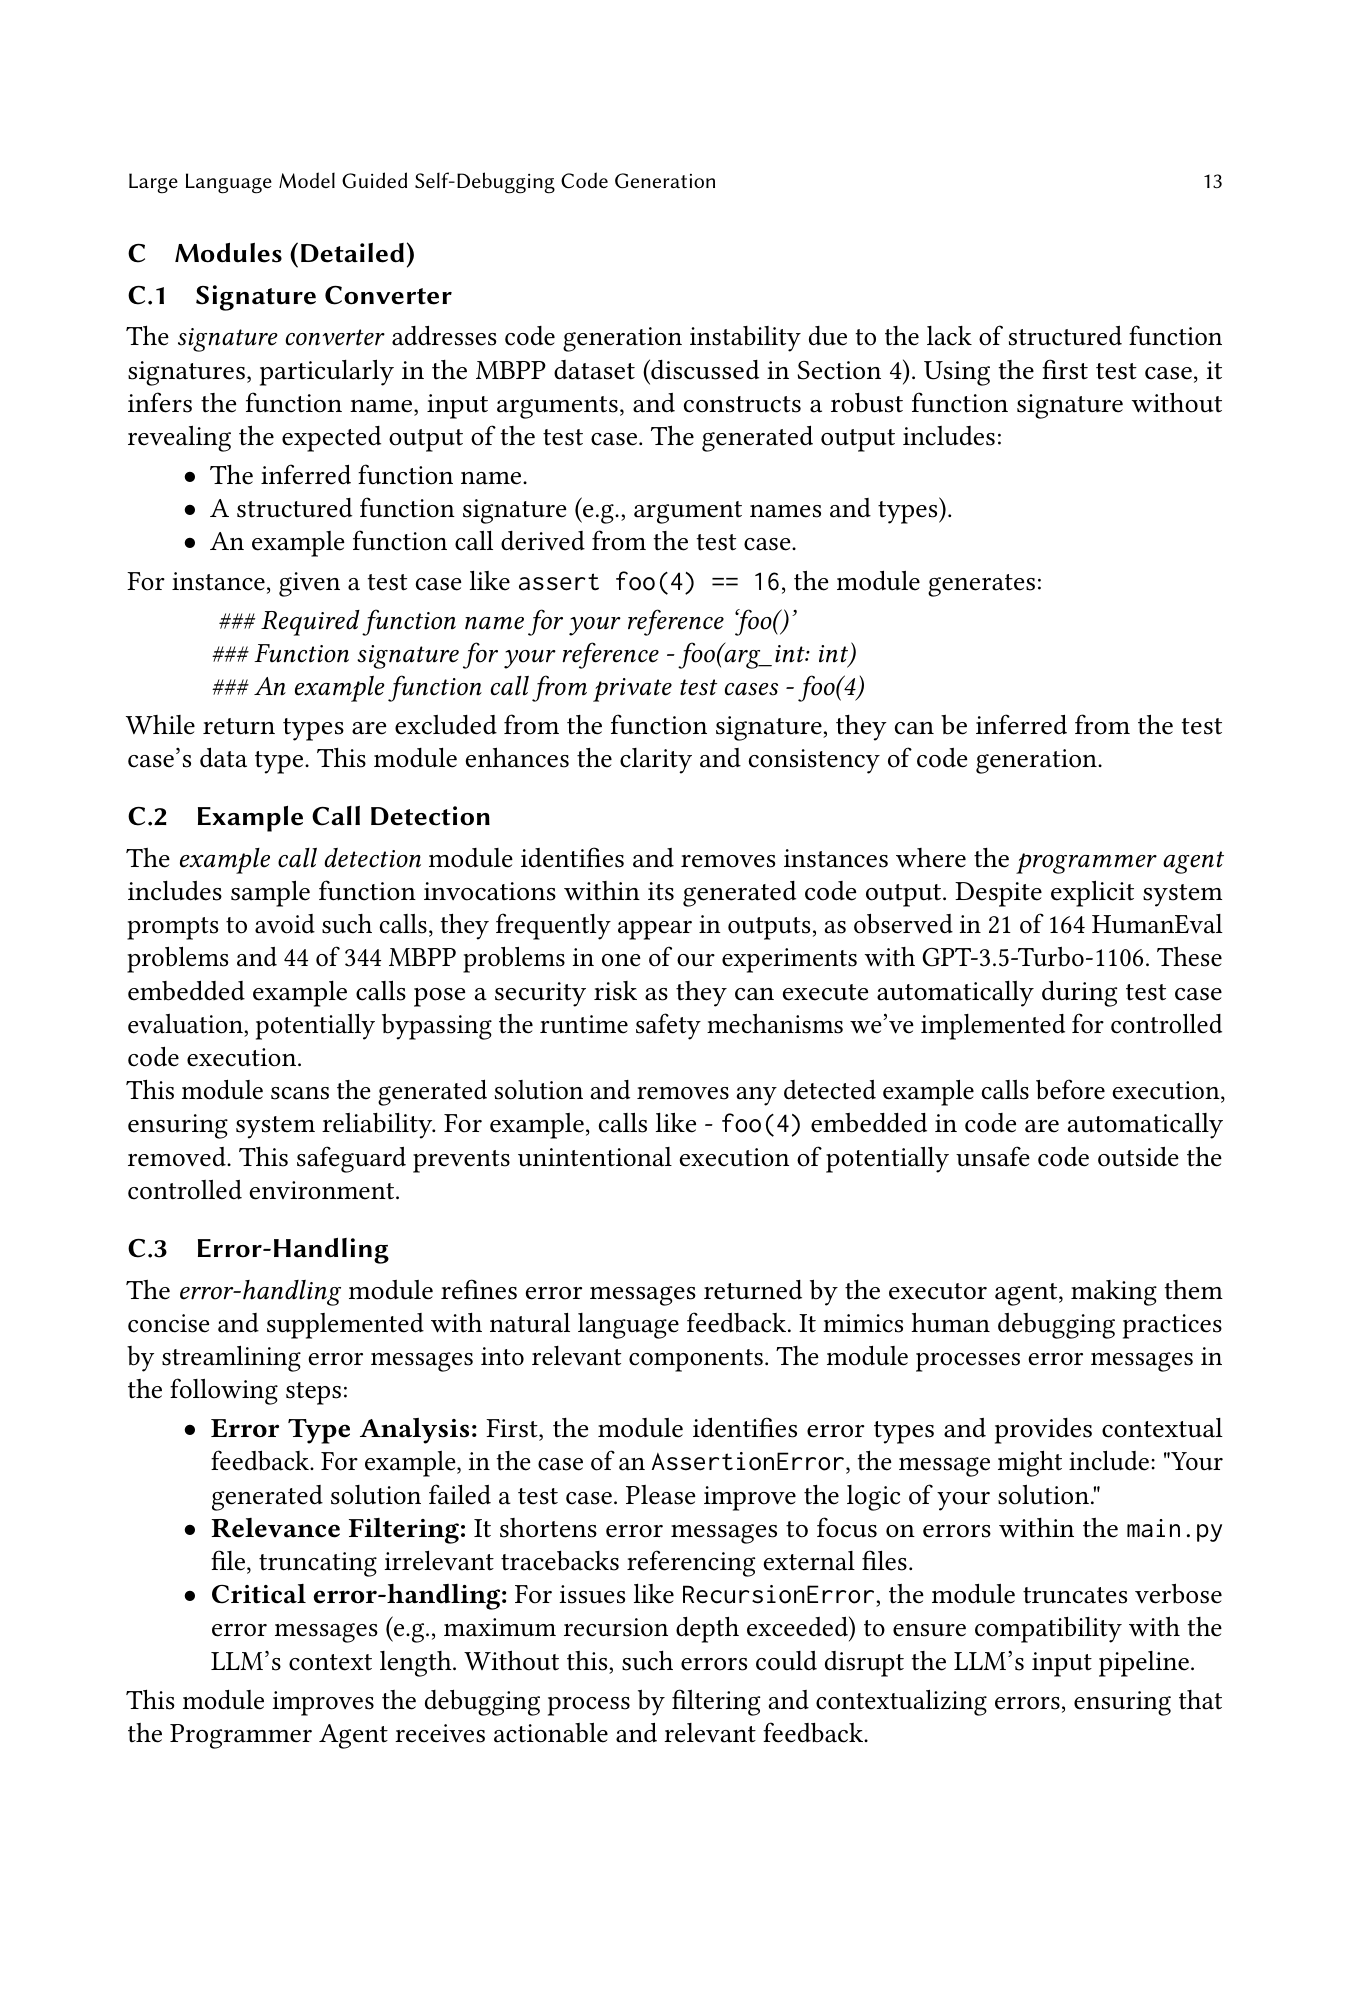 Large Language Model Guided Self-Debugging Code Generation 13
C Modules (Detailed)
C.1 Signature Converter
The signature converter addresses code generation instability due to the lack of structured function
signatures, particularly in the MBPP dataset (discussed in Section 4). Using the first test case, it
infers the function name, input arguments, and constructs a robust function signature without
revealing the expected output of the test case. The generated output includes:
• The inferred function name.
• A structured function signature (e.g., argument names and types).
• An example function call derived from the test case.
For instance, given a test case like assert foo(4) == 16, the module generates:
### Required function name for your reference ‘foo()’
### Function signature for your reference - foo(arg_int: int)
### An example function call from private test cases - foo(4)
While return types are excluded from the function signature, they can be inferred from the test
case’s data type. This module enhances the clarity and consistency of code generation.
C.2 Example Call Detection
The example call detection module identifies and removes instances where the programmer agent
includes sample function invocations within its generated code output. Despite explicit system
prompts to avoid such calls, they frequently appear in outputs, as observed in 21 of 164 HumanEval
problems and 44 of 344 MBPP problems in one of our experiments with GPT-3.5-Turbo-1106. These
embedded example calls pose a security risk as they can execute automatically during test case
evaluation, potentially bypassing the runtime safety mechanisms we’ve implemented for controlled
code execution.
This module scans the generated solution and removes any detected example calls before execution,
ensuring system reliability. For example, calls like - foo(4) embedded in code are automatically
removed. This safeguard prevents unintentional execution of potentially unsafe code outside the
controlled environment.
C.3 Error-Handling
The error-handling module refines error messages returned by the executor agent, making them
concise and supplemented with natural language feedback. It mimics human debugging practices
by streamlining error messages into relevant components. The module processes error messages in
the following steps:
• Error Type Analysis: First, the module identifies error types and provides contextual
feedback. For example, in the case of an AssertionError, the message might include: "Your
generated solution failed a test case. Please improve the logic of your solution."
• Relevance Filtering: It shortens error messages to focus on errors within the main.py
file, truncating irrelevant tracebacks referencing external files.
• Critical error-handling: For issues like RecursionError, the module truncates verbose
error messages (e.g., maximum recursion depth exceeded) to ensure compatibility with the
LLM’s context length. Without this, such errors could disrupt the LLM’s input pipeline.
This module improves the debugging process by filtering and contextualizing errors, ensuring that
the Programmer Agent receives actionable and relevant feedback.